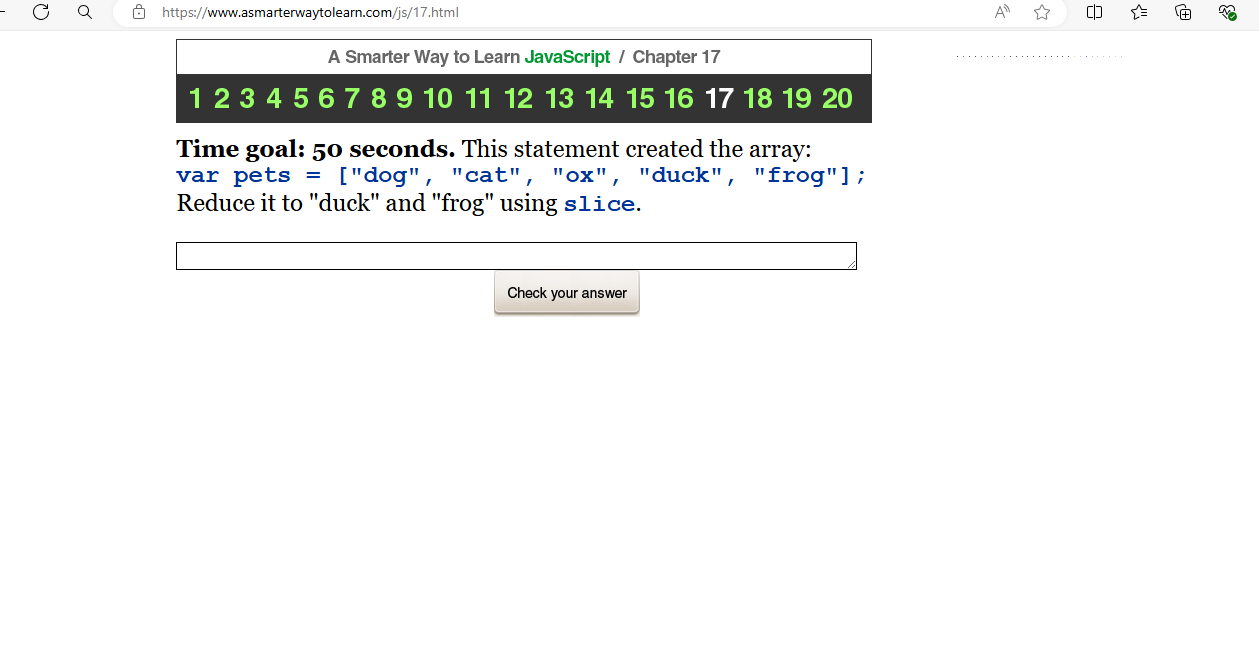 https://www.asmarterwaytolearn.com/js/17.html
A Smarter Way to Learn JavaScript / Chapter 17
1 2 3 4 5 6 7 8 9 10 11 12 13 14 15 16 17 18 19 20
Time goal: 50 seconds. This statement created the array:
var pets = ["dog", "cat", "ox", "duck", "frog"];
Reduce it to "duck" and "frog" using slice.
Check your answer